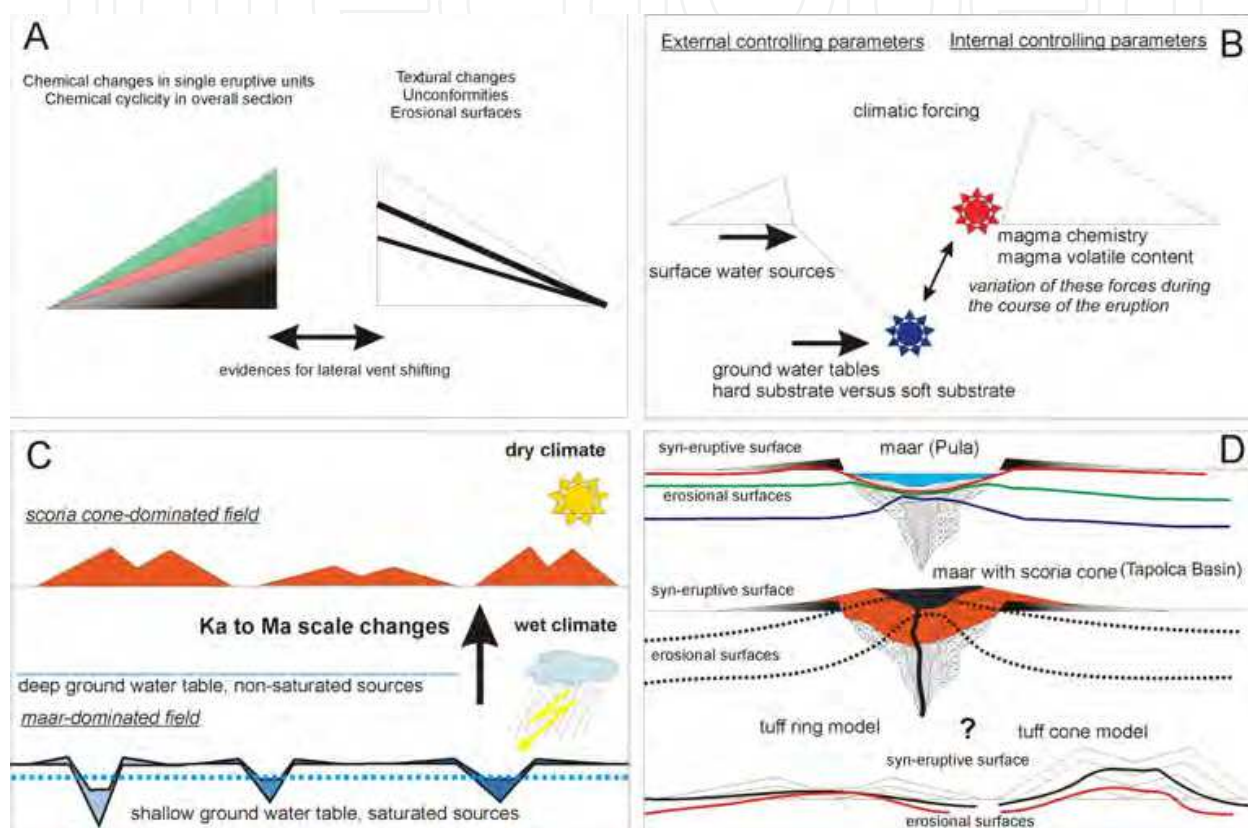 A
Chemical changes in single eruptive units
Chemical cyclicity in overall section
Textural changes
Unconformities
Erosional surfaces
evidences for lateral vent shifting
B
External controlling parameters
Internal controlling parameters
climatic forcing
surface water sources
magma chemistry
magma volatile content
variation of these forces during
the course of the eruption
ground water tables
hard substrate versus soft substrate
C
dry climate
scoria cone-dominated field
Ka to Ma scale changes
wet climate
deep ground water table, non-saturated sources
maar-dominated field
shallow ground water table, saturated sources
D
syn-eruptive surface
maar (Pula)
erosional surfaces
maar with scoria cone (Tapolca Basin)
syn-eruptive surface
erosional surfaces
tuff ring model
?
tuff cone model
syn-eruptive surface
erosional surfaces